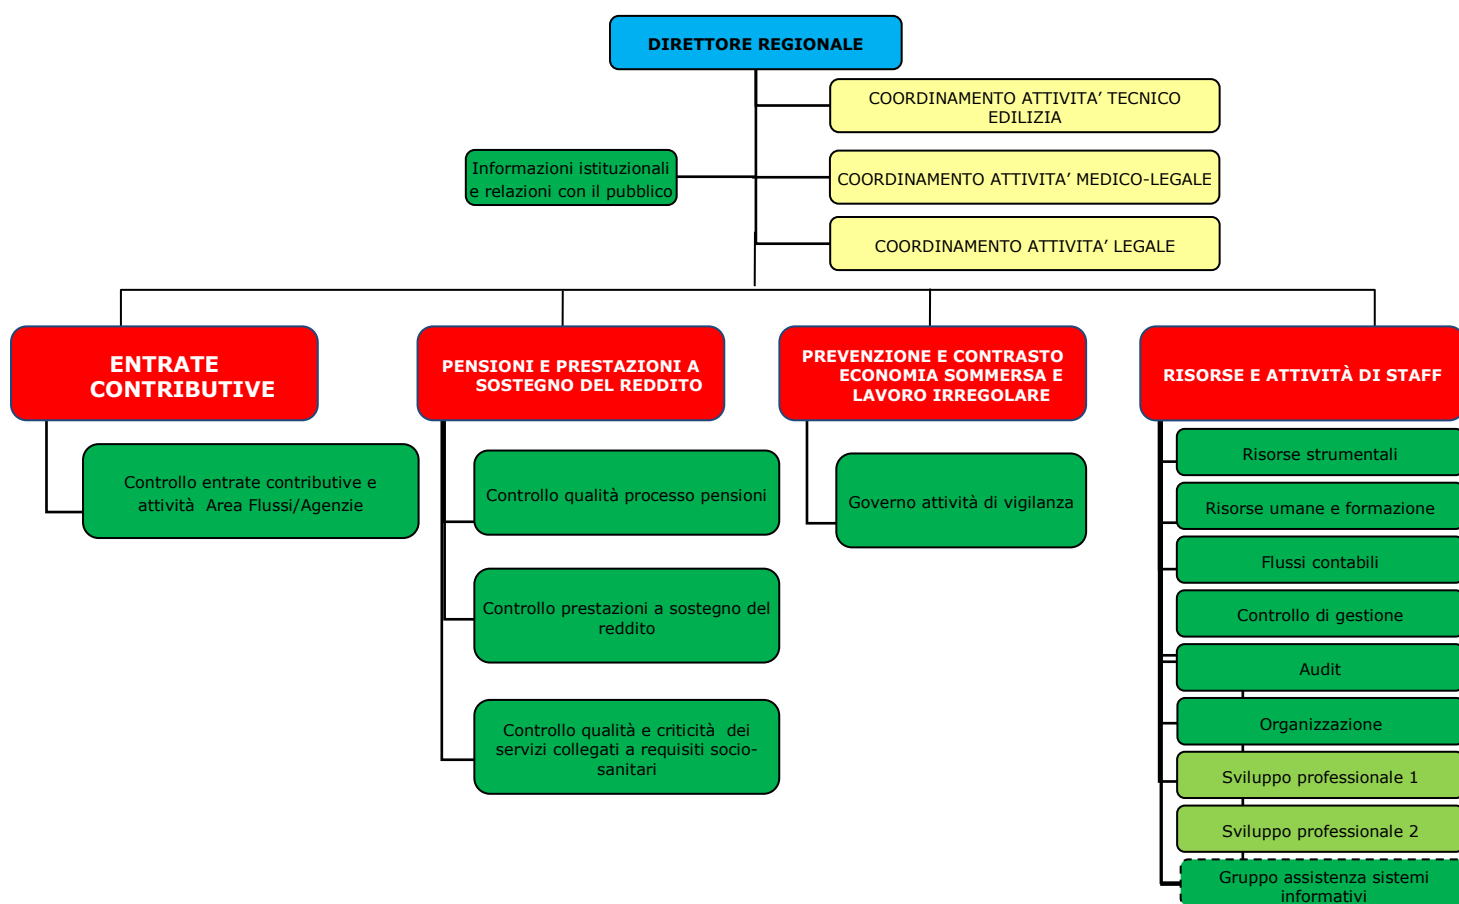 DIRETTORE REGIONALE
COORDINAMENTO ATTIVITA’ TECNICO
EDILIZIA
Informazioni istituzionali
e relazioni con il pubblico
COORDINAMENTO ATTIVITA’ MEDICO-LEGALE
COORDINAMENTO ATTIVITA’ LEGALE
ENTRATE
CONTRIBUTIVE
PENSIONI E PRESTAZIONI A
SOSTEGNO DEL REDDITO
PREVENZIONE E CONTRASTO
ECONOMIA SOMMERSA E
LAVORO IRREGOLARE
RISORSE E ATTIVITÀ DI STAFF
Controllo entrate contributive e
attività Area Flussi/Agenzie
Controllo qualità processo pensioni
Controllo prestazioni a sostegno del
reddito
Controllo qualità e criticità dei
servizi collegati a requisiti socio-
sanitari
Governo attività di vigilanza
Risorse strumentali
Risorse umane e formazione
Flussi contabili
Controllo di gestione
Audit
Organizzazione
Sviluppo professionale 1
Sviluppo professionale 2
Gruppo assistenza sistemi
informativi